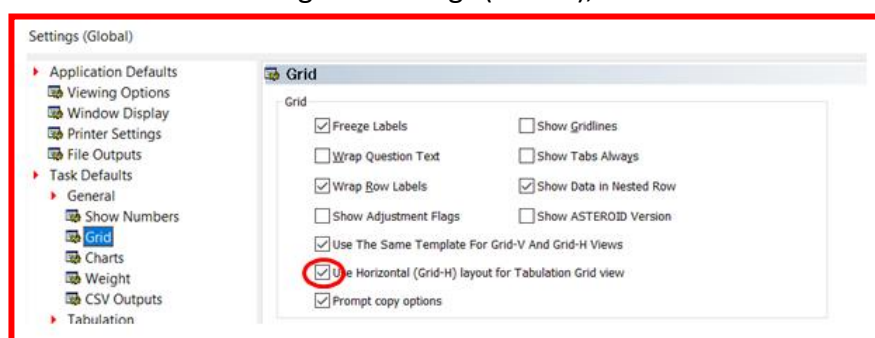 Settings (Global)
Application Defaults
Viewing Options
Window Display
Printer Settings
File Outputs
Task Defaults
General
Show Numbers
Grid
Charts
Weight
CSV Outputs
Tabulation
Grid
Grid
Freeze Labels
Show Gridlines
Wrap Question Text
Show Tabs Always
Wrap Row Labels
Show Data in Nested Row
Show Adjustment Flags
Show ASTEROID Version
Use The Same Template For Grid-V And Grid-H Views
Use Horizontal (Grid-H) layout for Tabulation Grid view
Prompt copy options